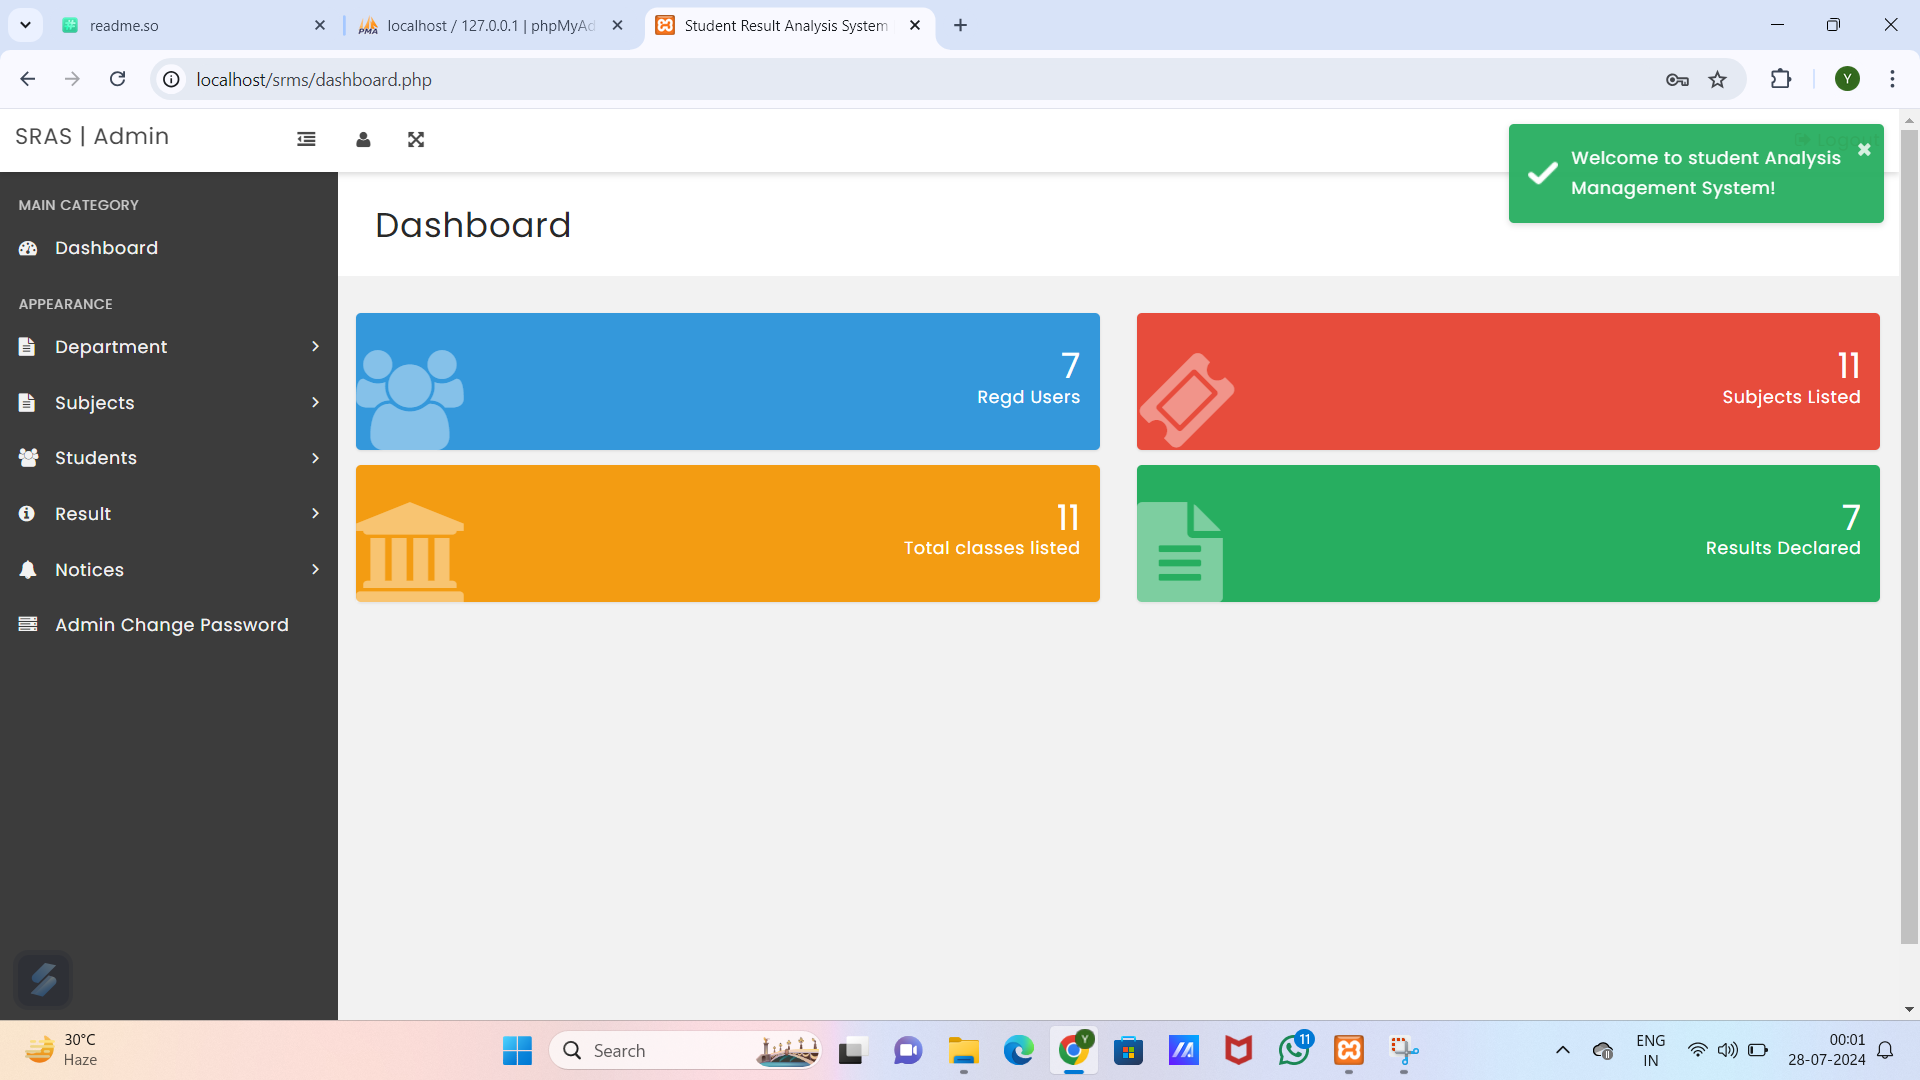 readme.so
localhost / 127.0.0.1 | phpMyAd
Student Result Analysis System
localhost/srms/dashboard.php
Y
SRAS | Admin
Logout
Welcome to student Analysis
Management System!
MAIN CATEGORY
Dashboard
Dashboard
APPEARANCE
Department
Subjects
Students
Result
Notices
Admin Change Password
7
Regd Users
11
Subjects Listed
11
Total classes listed
7
Results Declared
30°C
Haze
Search
Y
11
ENG
IN
00:01
28-07-2024